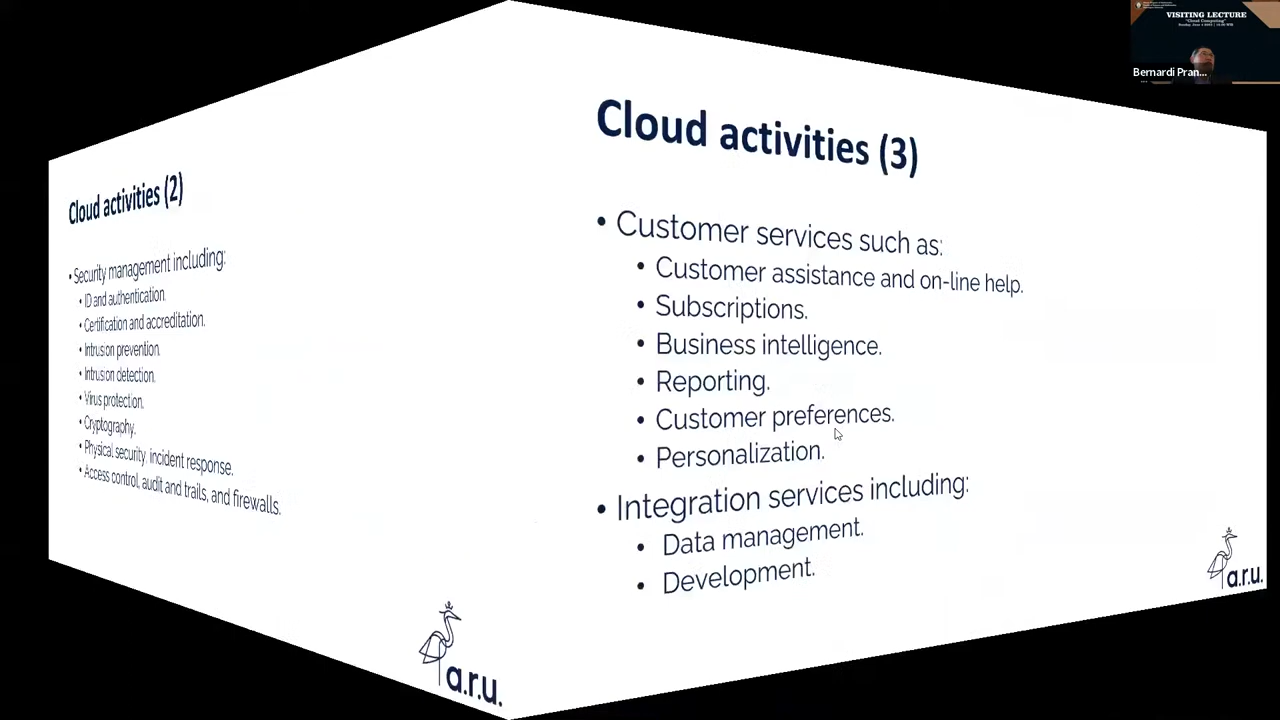 VISITING LECTURE
"Cloud Computing"
Bernardi Pran...
Cloud activities (2)
• Security management including:
• ID and authentication.
• Certification and accreditation.
• Intrusion prevention.
• Intrusion detection.
• Virus protection.
• Cryptography.
• Physical security, incident response.
• Access control, audit and trails, and firewalls.
a.r.u.
Cloud activities (3)
• Customer services such as:
• Customer assistance and on-line help.
• Subscriptions.
• Business intelligence.
• Reporting.
• Customer preferences.
• Personalization.
• Integration services including:
• Data management.
• Development.
a.r.u.